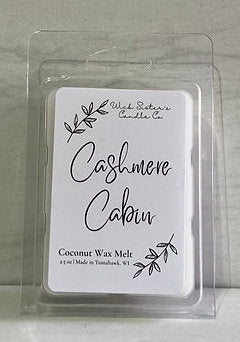 Wick Sister's
Candle Co
Cashmere
Cabin
Coconut Wax Melt
2.5 oz | Made in Tomahawk, WI